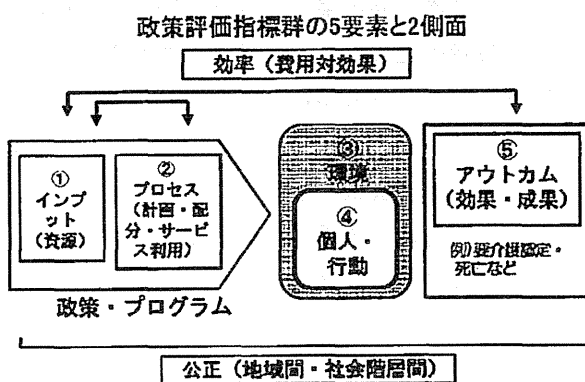 政策評価指標群の5要素と2側面
効率（費用対効果）
①
インプ
ット
（資源）
②
プロセス
（計画・配
分・サービ
ス利用）
政策・プログラム
③
環境
④
個人・
行動
⑤
アウトカム
（効果・成果）
例）要介護認定・
死亡など
公正（地域間・社会階層間）